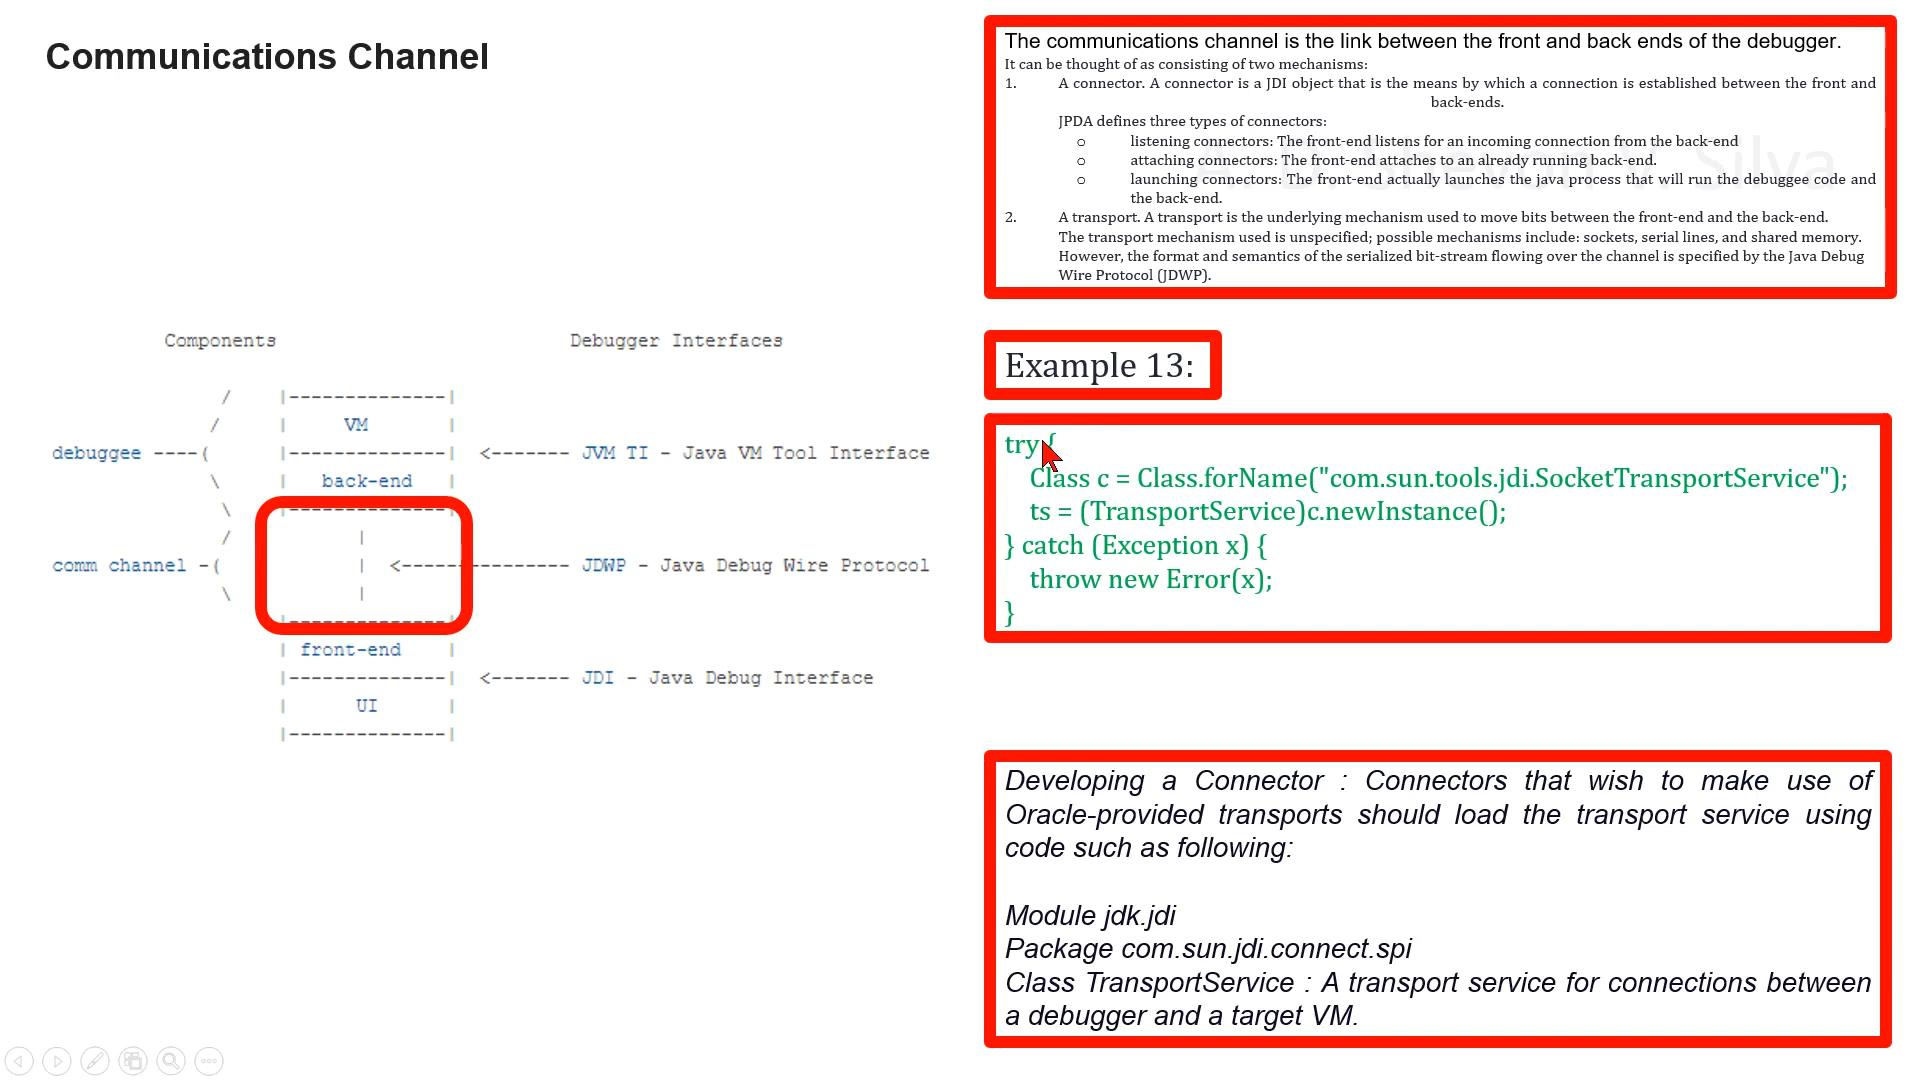 Communications Channel
The communications channel is the link between the front and back ends of the debugger.
It can be thought of as consisting of two mechanisms:
1. A connector. A connector is a JDI object that is the means by which a connection is established between the front and
back-ends.
JPDA defines three types of connectors:
o listening connectors: The front-end listens for an incoming connection from the back-end
o attaching connectors: The front-end attaches to an already running back-end.
o launching connectors: The front-end actually launches the java process that will run the debuggee code and
the back-end.
2. A transport. A transport is the underlying mechanism used to move bits between the front-end and the back-end.
The transport mechanism used is unspecified; possible mechanisms include: sockets, serial lines, and shared memory.
However, the format and semantics of the serialized bit-stream flowing over the channel is specified by the Java Debug
Wire Protocol (JDWP).
Components Debugger Interfaces
/ |--------------|
/ | VM |
debuggee ----( |--------------| <------- JVM TI - Java VM Tool Interface
\ | back-end |
\ |--------------|
/ |
comm channel -( | <--------------- JDWP - Java Debug Wire Protocol
\ |
|--------------|
| front-end |
|--------------| <------- JDI - Java Debug Interface
| UI |
|--------------|
Example 13:
try {
Class c = Class.forName("com.sun.tools.jdi.SocketTransportService");
ts = (TransportService)c.newInstance();
} catch (Exception x) {
throw new Error(x);
}
Developing a Connector : Connectors that wish to make use of
Oracle-provided transports should load the transport service using
code such as following:
Module jdk.jdi
Package com.sun.jdi.connect.spi
Class TransportService : A transport service for connections between
a debugger and a target VM.
Silva